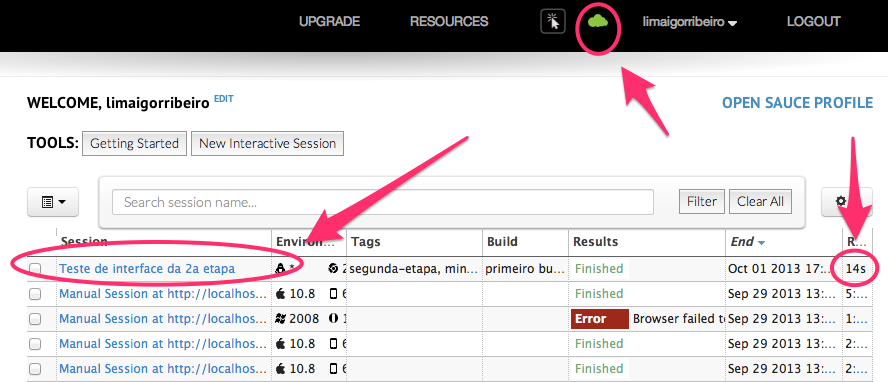 UPGRADE RESOURCES limaigorribeiro LOGOUT
WELCOME, limaigorribeiro EDIT OPEN SAUCE PROFILE
TOOLS: Getting Started New Interactive Session
Search session name... Filter Clear All
Session Environ... Tags Build Results End R...
Teste de interface da 2a etapa * 2 segunda-etapa, min... primeiro bu... Finished Oct 01 2013 17:... 14s
Manual Session at http://localhos... 10.8 6 Finished Sep 29 2013 13:... 5:...
Manual Session at http://localhos... 2008 1 Error Browser failed to Sep 29 2013 13:... 1:...
Manual Session at http://localhos... 10.8 6 Finished Sep 29 2013 13:... 2:...
Manual Session at http://localhos... 10.8 6 Finished Sep 29 2013 13:... 2:...